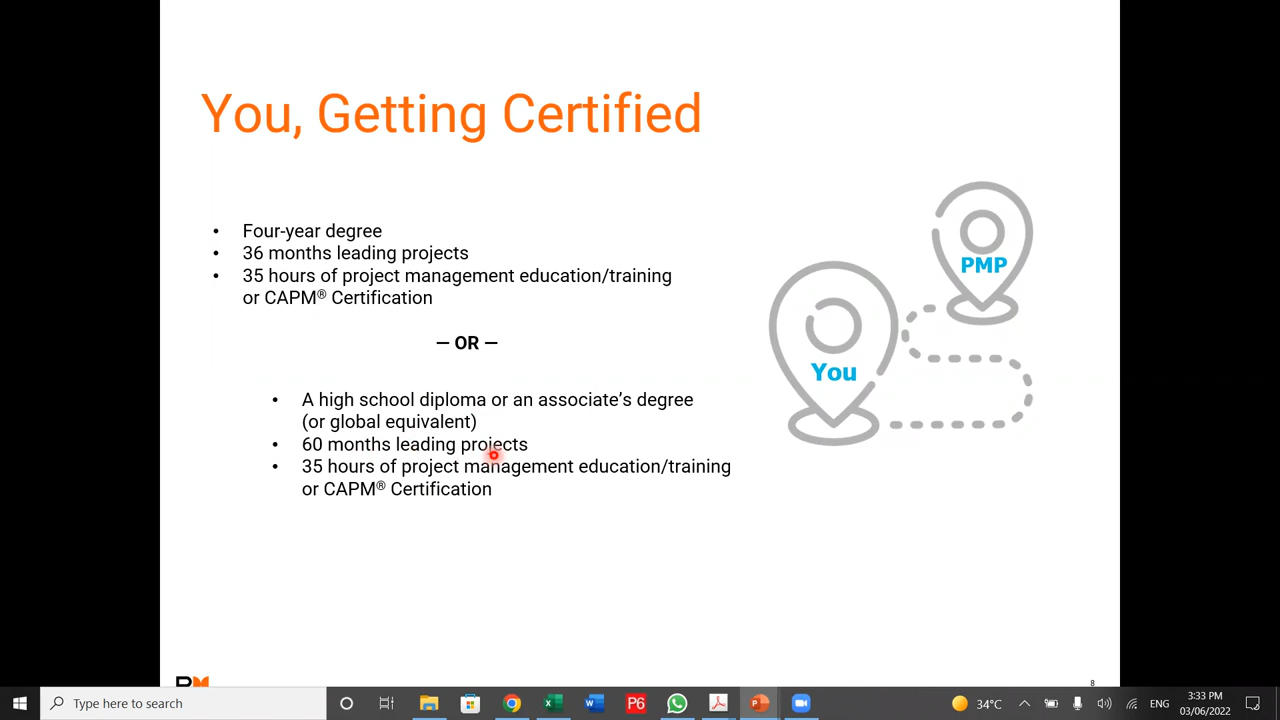 You, Getting Certified
• Four-year degree
• 36 months leading projects
• 35 hours of project management education/training
or CAPM® Certification
— OR —
• A high school diploma or an associate’s degree
(or global equivalent)
• 60 months leading projects
• 35 hours of project management education/training
or CAPM® Certification
PMP
You
8
Type here to search
P6
34°C
ENG
3:33 PM
03/06/2022